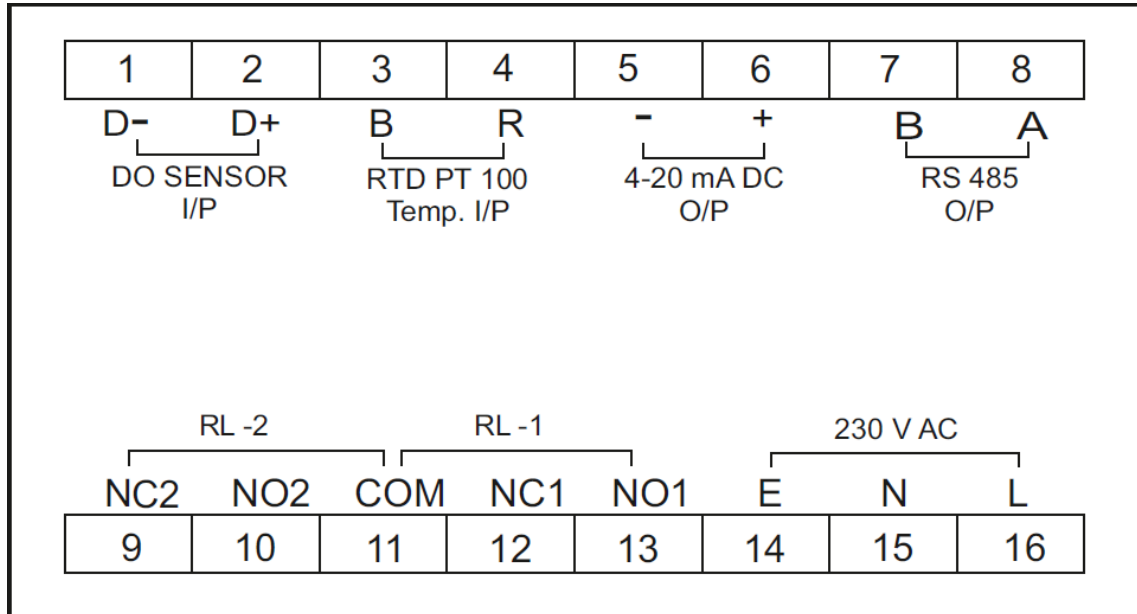 1 2 3 4 5 6 7 8
D- D+ B R - + B A
DO SENSOR RTD PT 100 4-20 mA DC RS 485
I/P Temp. I/P O/P O/P
RL -2 RL -1 230 V AC
NC2 NO2 COM NC1 NO1 E N L
9 10 11 12 13 14 15 16